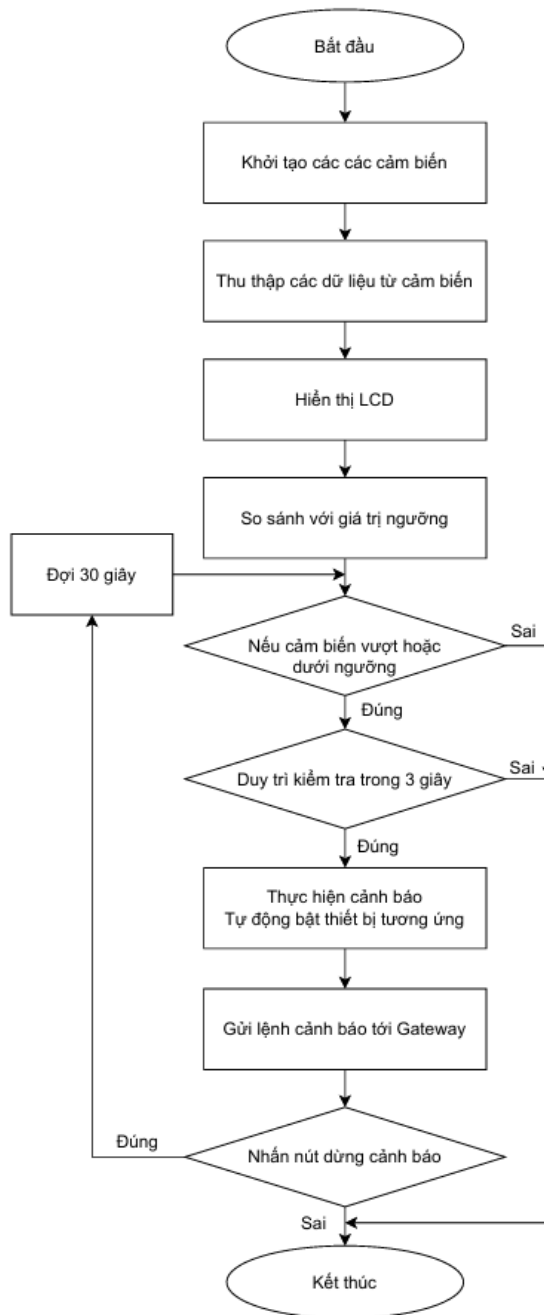 Bắt đầu
Khởi tạo các các cảm biến
Thu thập các dữ liệu từ cảm biến
Hiển thị LCD
So sánh với giá trị ngưỡng
Đợi 30 giây
Nếu cảm biến vượt hoặc
dưới ngưỡng
Sai
Đúng
Duy trì kiểm tra trong 3 giây
Sai
Đúng
Thực hiện cảnh báo
Tự động bật thiết bị tương ứng
Gửi lệnh cảnh báo tới Gateway
Đúng
Nhấn nút dừng cảnh báo
Sai
Kết thúc